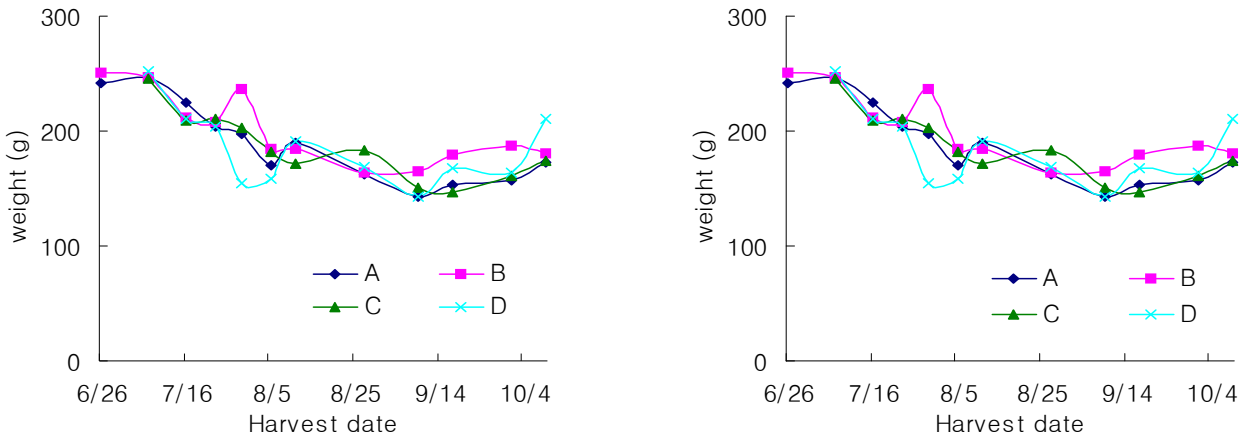 300
200
100
0
weight (g)
A
B
C
D
6/26 7/16 8/5 8/25 9/14 10/4
Harvest date
300
200
100
0
weight (g)
A
B
C
D
6/26 7/16 8/5 8/25 9/14 10/4
Harvest date